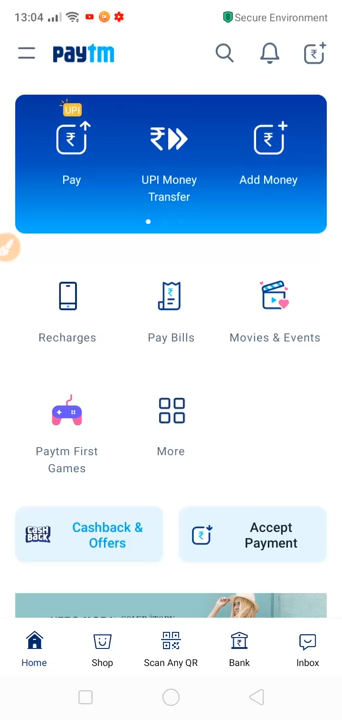 13:04
Secure Environment
paytm
UPI
Pay
UPI Money
Transfer
Add Money
Recharges
Pay Bills
Movies & Events
Paytm First
Games
More
CASH
BACK
Cashback &
Offers
Accept
Payment
Home
Shop
Scan Any QR
Bank
Inbox